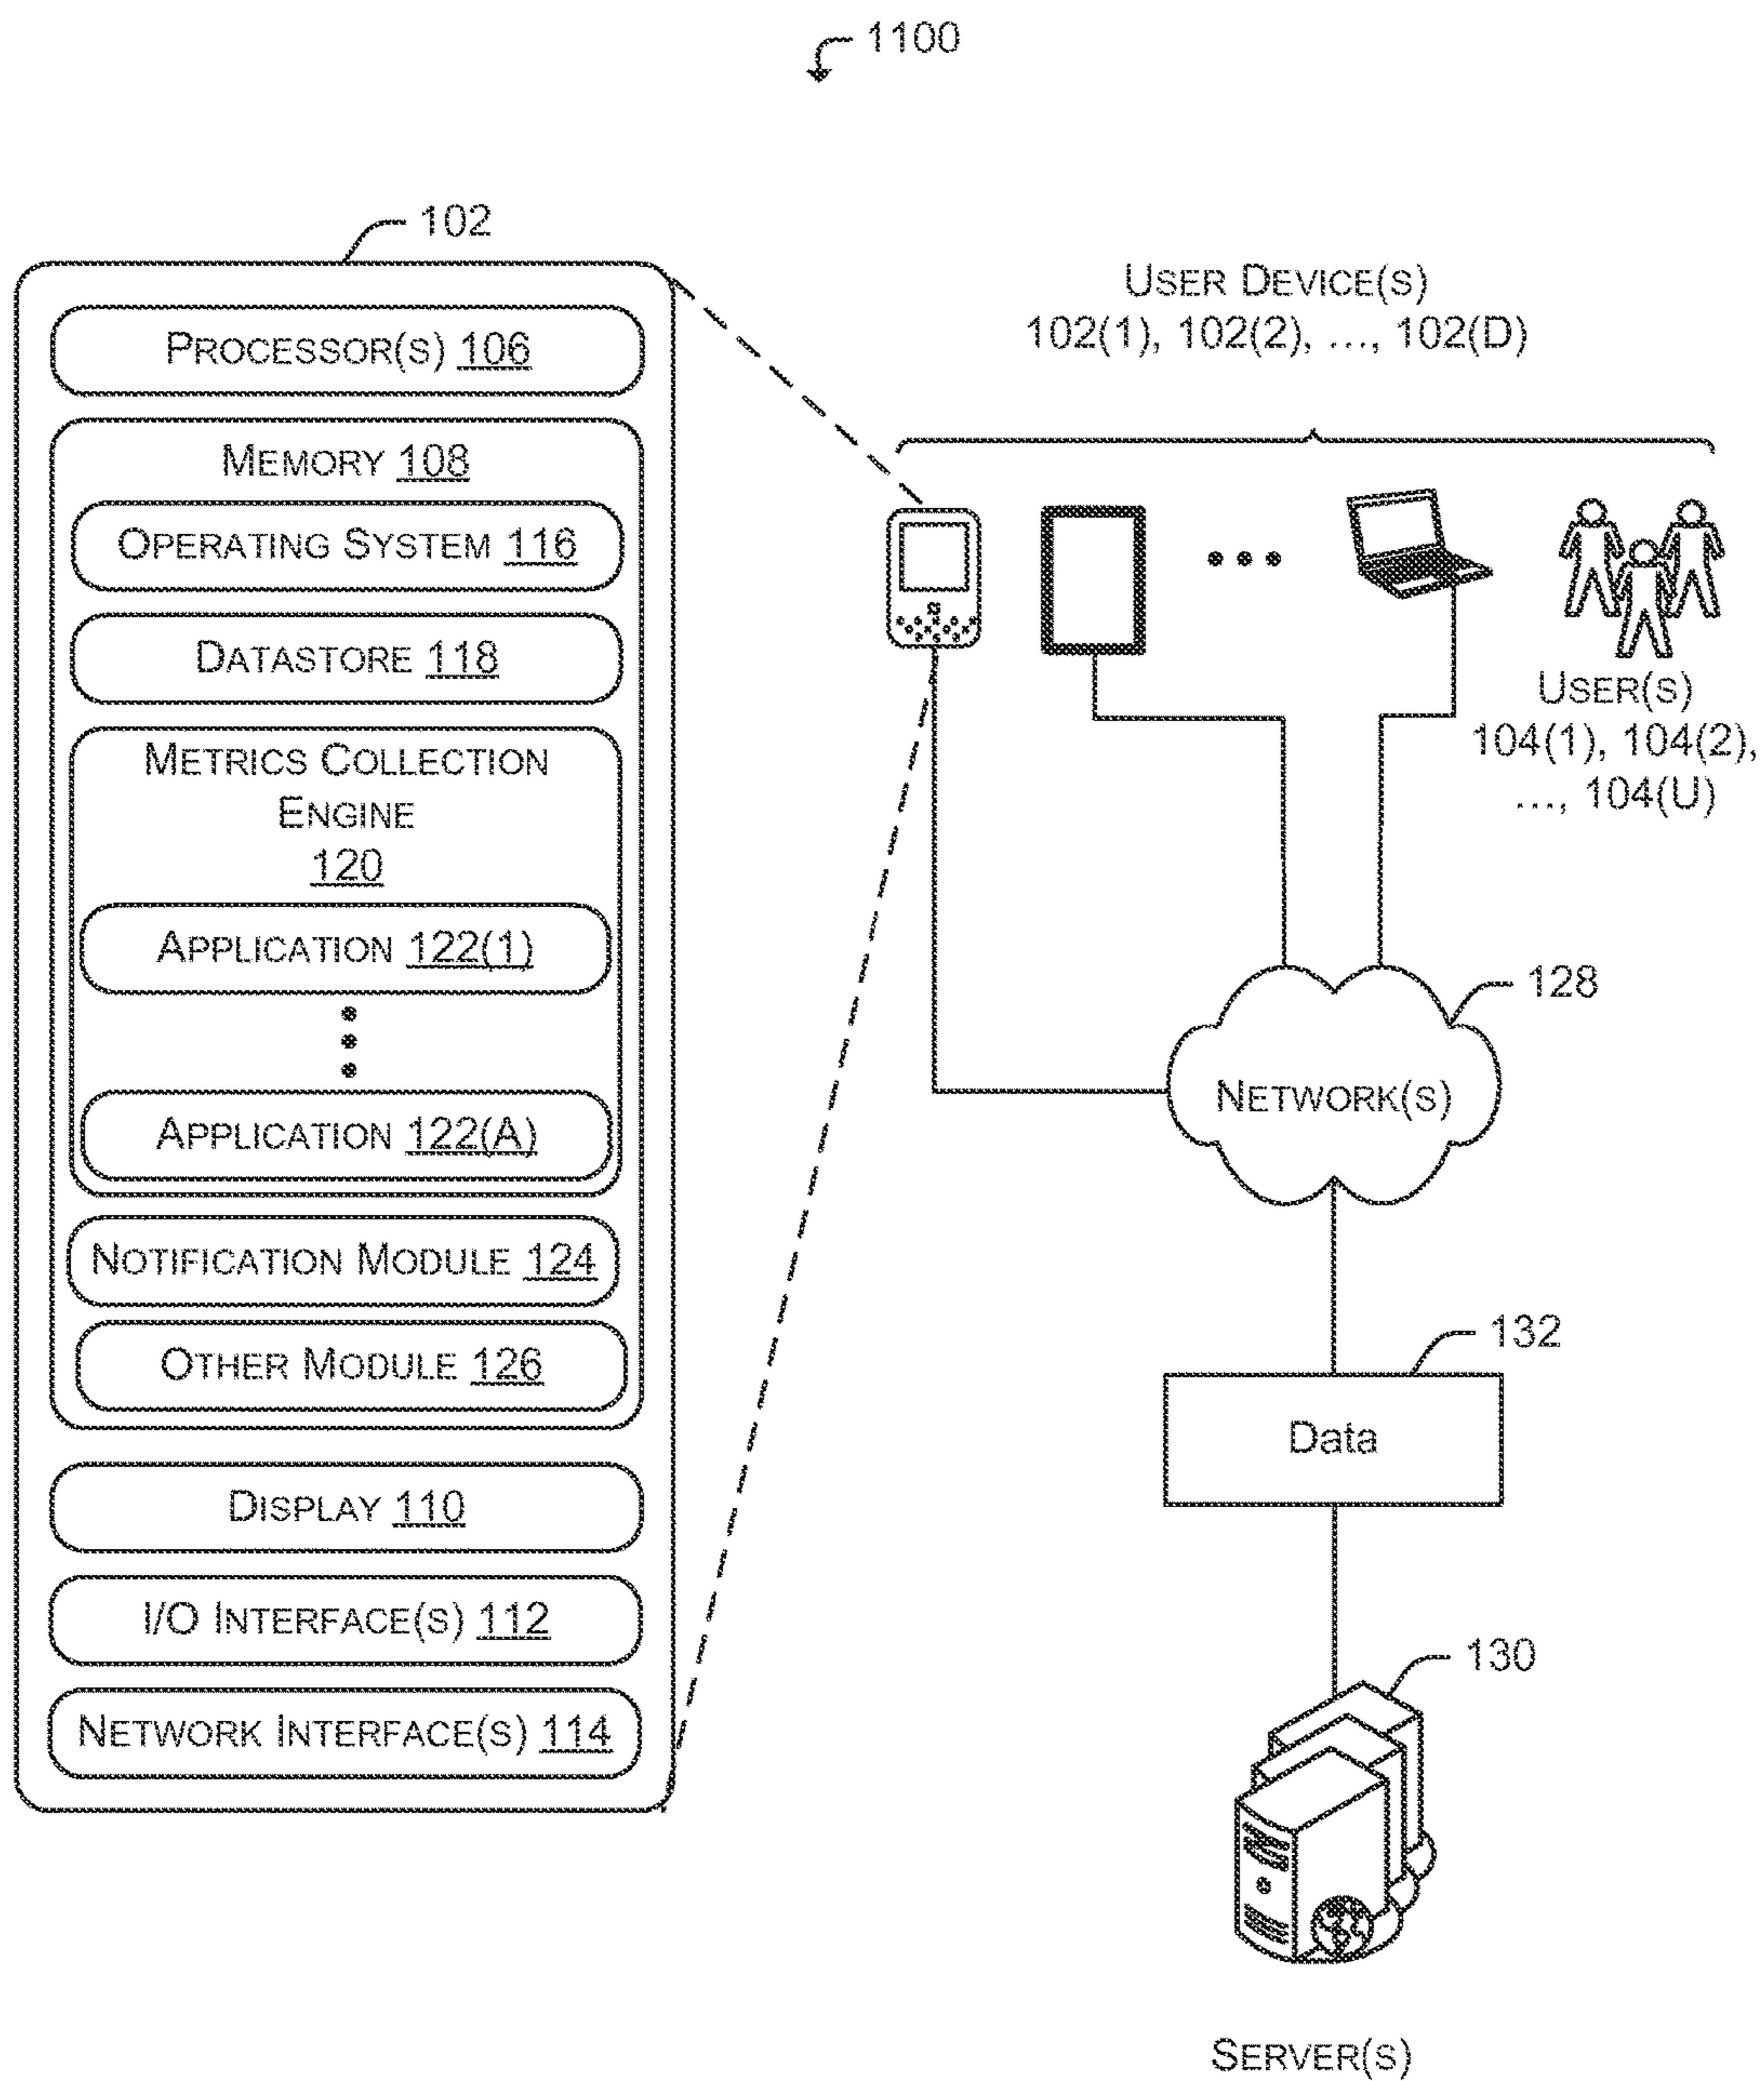 1100
102
PROCESSOR(S) 106
MEMORY 108
OPERATING SYSTEM 116
DATASTORE 118
METRICS COLLECTION
ENGINE
120
APPLICATION 122(1)
APPLICATION 122(A)
NOTIFICATION MODULE 124
OTHER MODULE 126
DISPLAY 110
I/O INTERFACE(S) 112
NETWORK INTERFACE(S) 114
USER DEVICE(S)
102(1), 102(2), ..., 102(D)
USER(S)
104(1), 104(2),
..., 104(U)
128
NETWORK(S)
132
Data
130
SERVER(S)